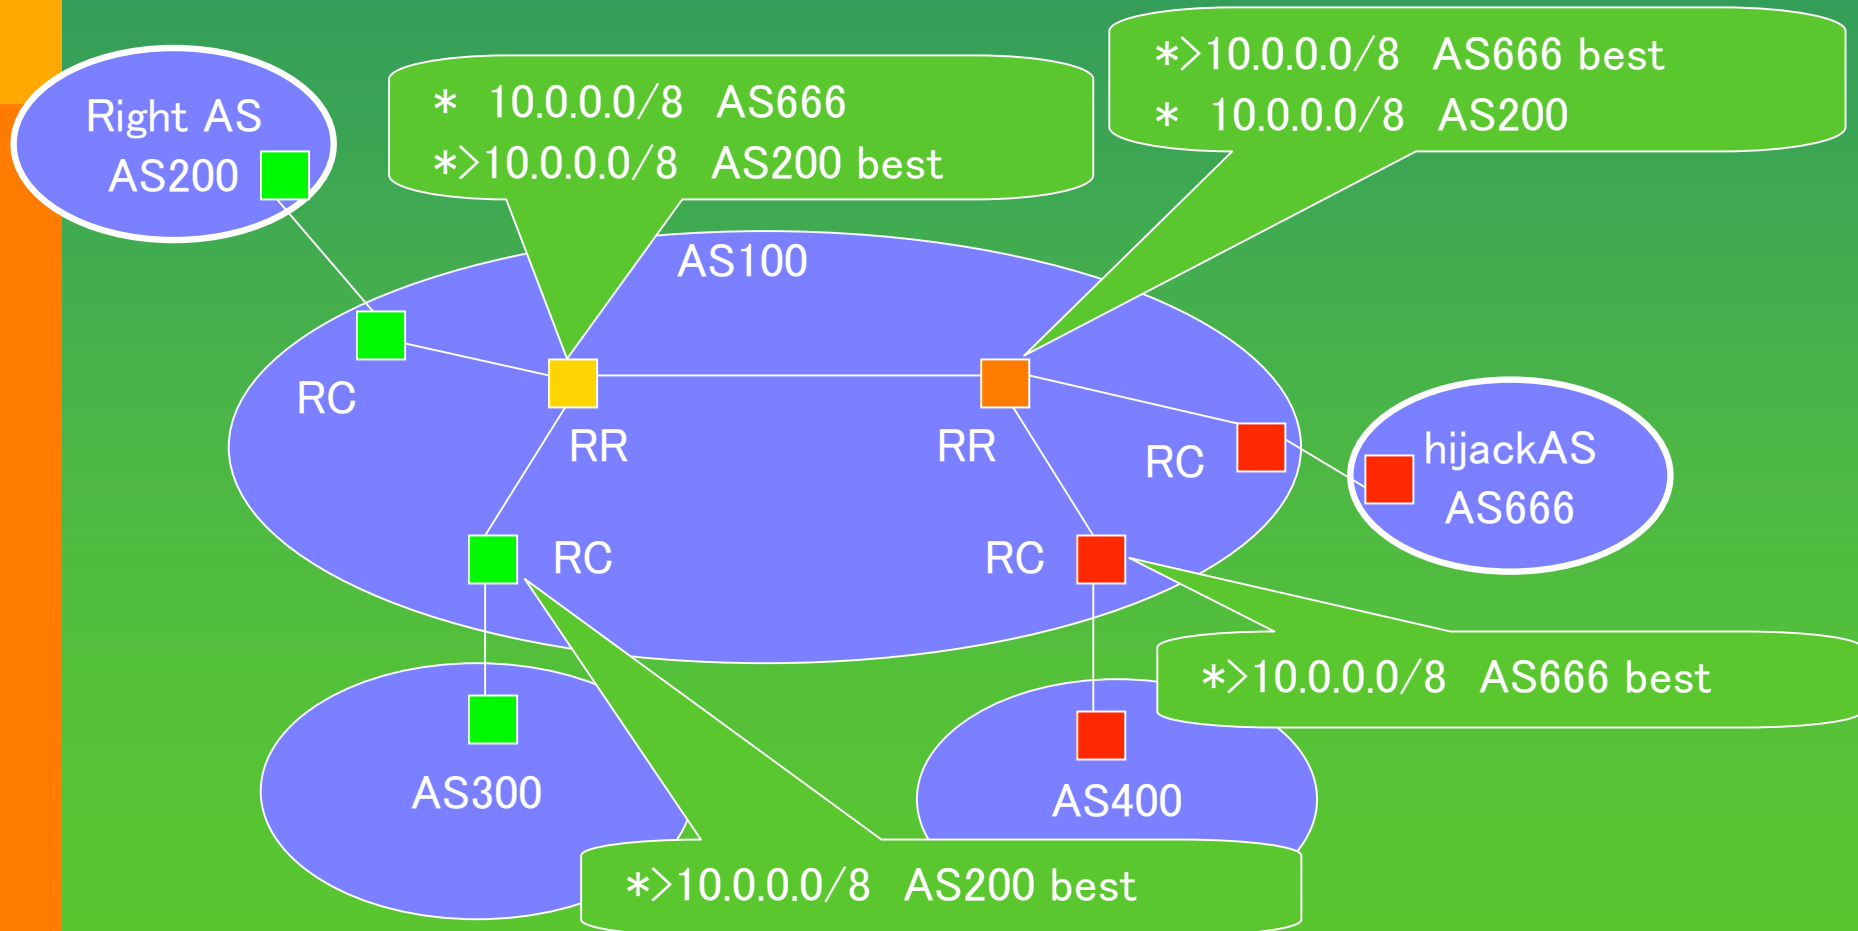 Right AS
AS200
* 10.0.0.0/8 AS666
*>10.0.0.0/8 AS200 best
*>10.0.0.0/8 AS666 best
* 10.0.0.0/8 AS200
AS100
RC
RR
RR
RC
hijackAS
AS666
RC
RC
*>10.0.0.0/8 AS666 best
AS300
AS400
*>10.0.0.0/8 AS200 best